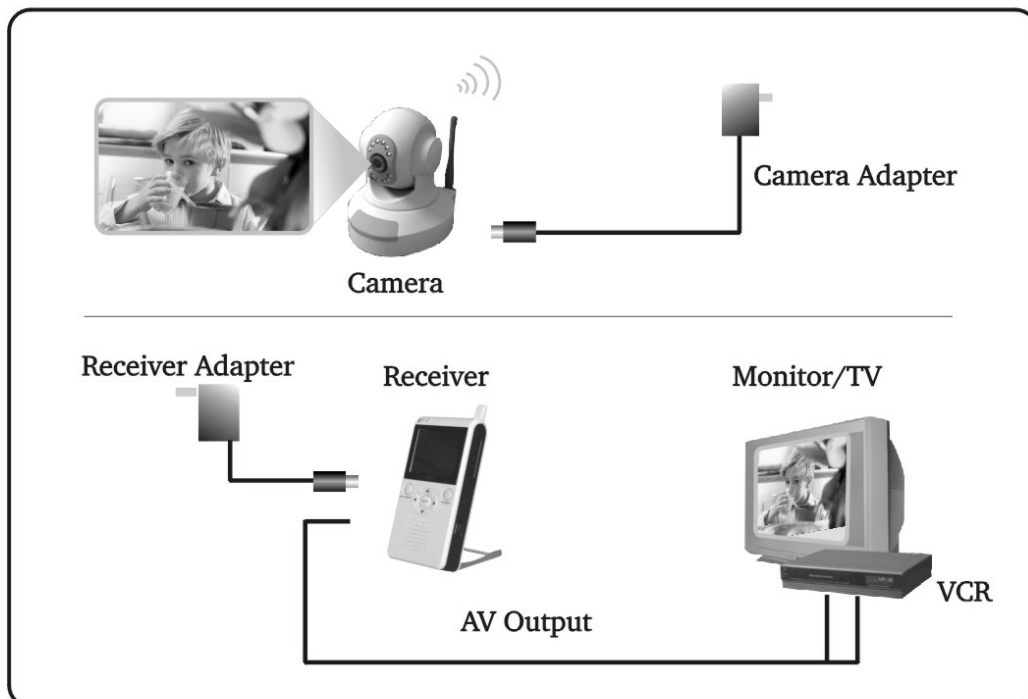 Camera Adapter
Camera
Receiver Adapter
Receiver
Monitor/TV
VCR
AV Output